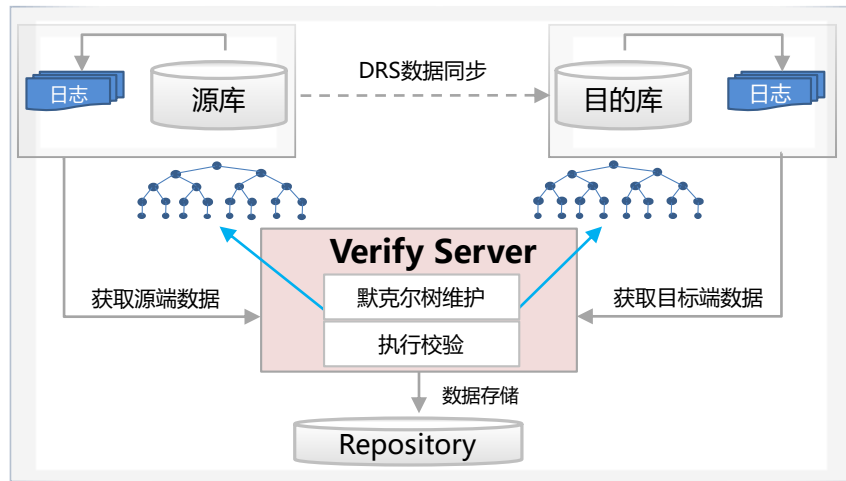 日志
源库
DRS数据同步
目的库
日志
Verify Server
获取源端数据
默克尔树维护
获取目标端数据
执行校验
数据存储
Repository